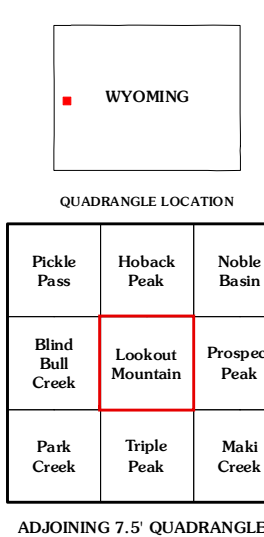 WYOMING
QUADRANGLE LOCATION
Pickle
Pass
Hoback
Peak
Noble
Basin
Blind
Bull
Creek
Lookout
Mountain
Prospec
Peak
Park
Creek
Triple
Peak
Maki
Creek
ADJOINING 7.5' QUADRANGLE